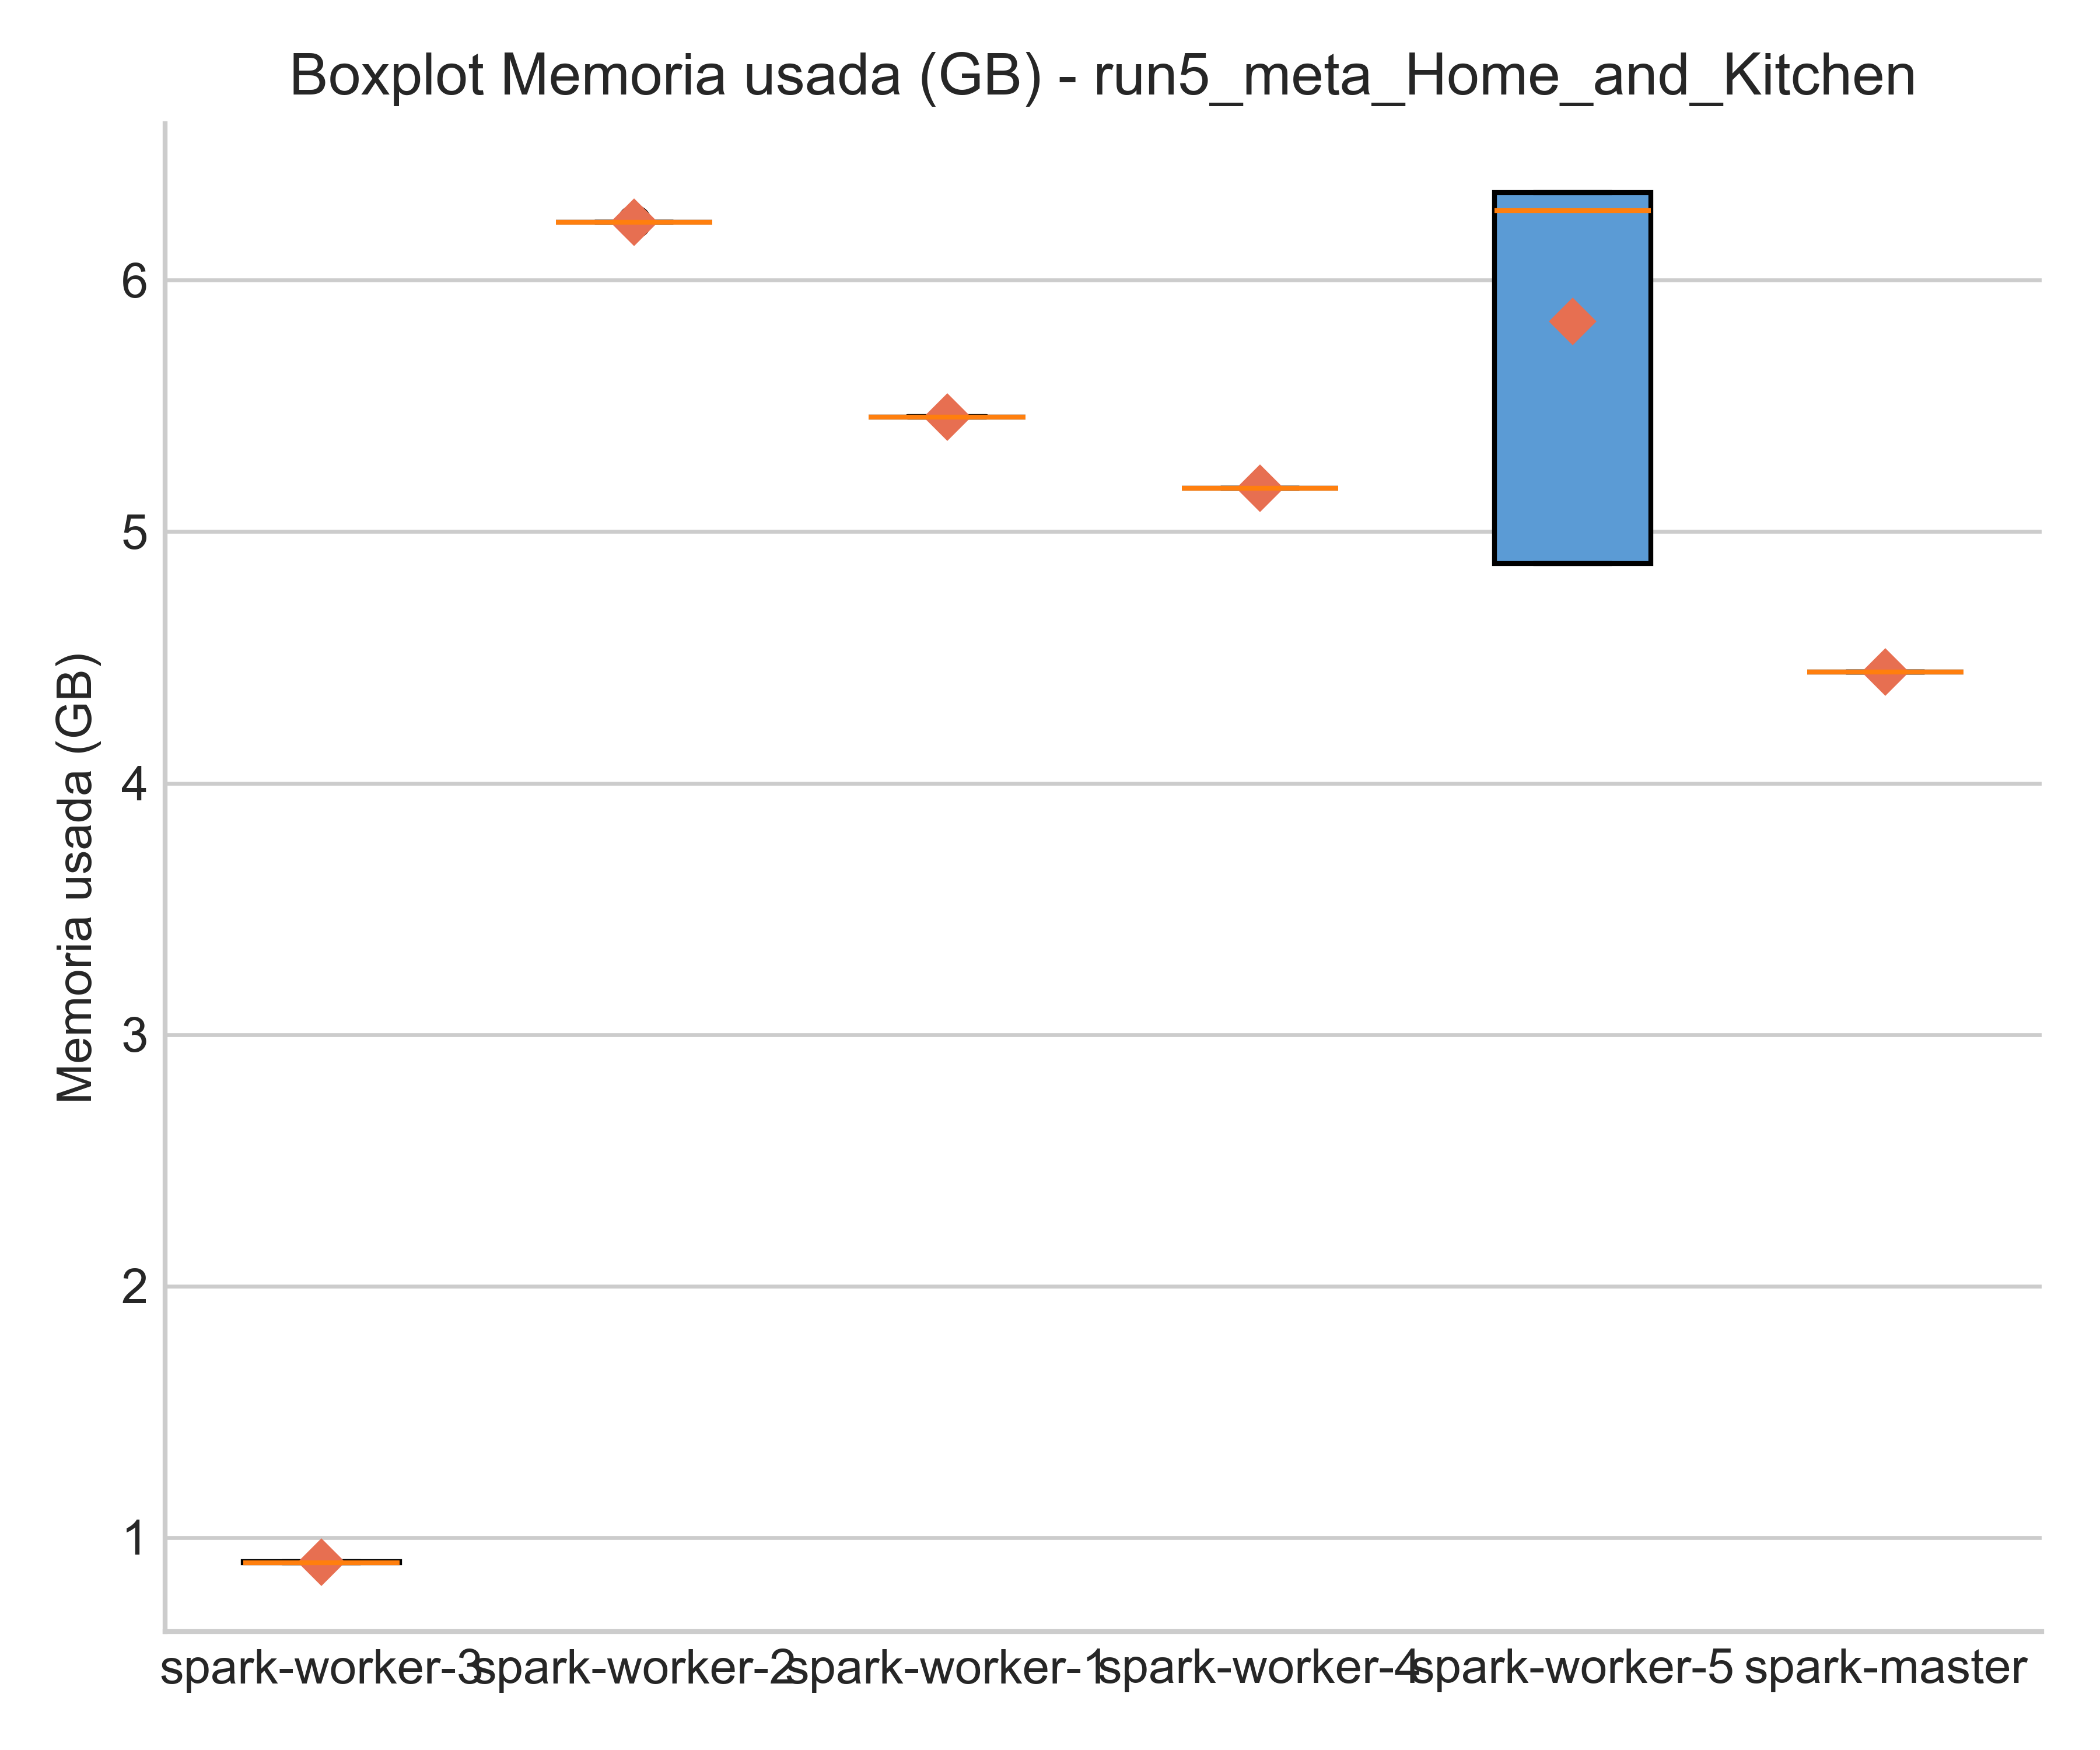 Boxplot Memoria usada (GB) - run5_meta_Home_and_Kitchen
Memoria usada (GB)
6
5
4
3
2
1
spark-worker-3 spark-worker-2 spark-worker-1 spark-worker-4 spark-worker-5 spark-master